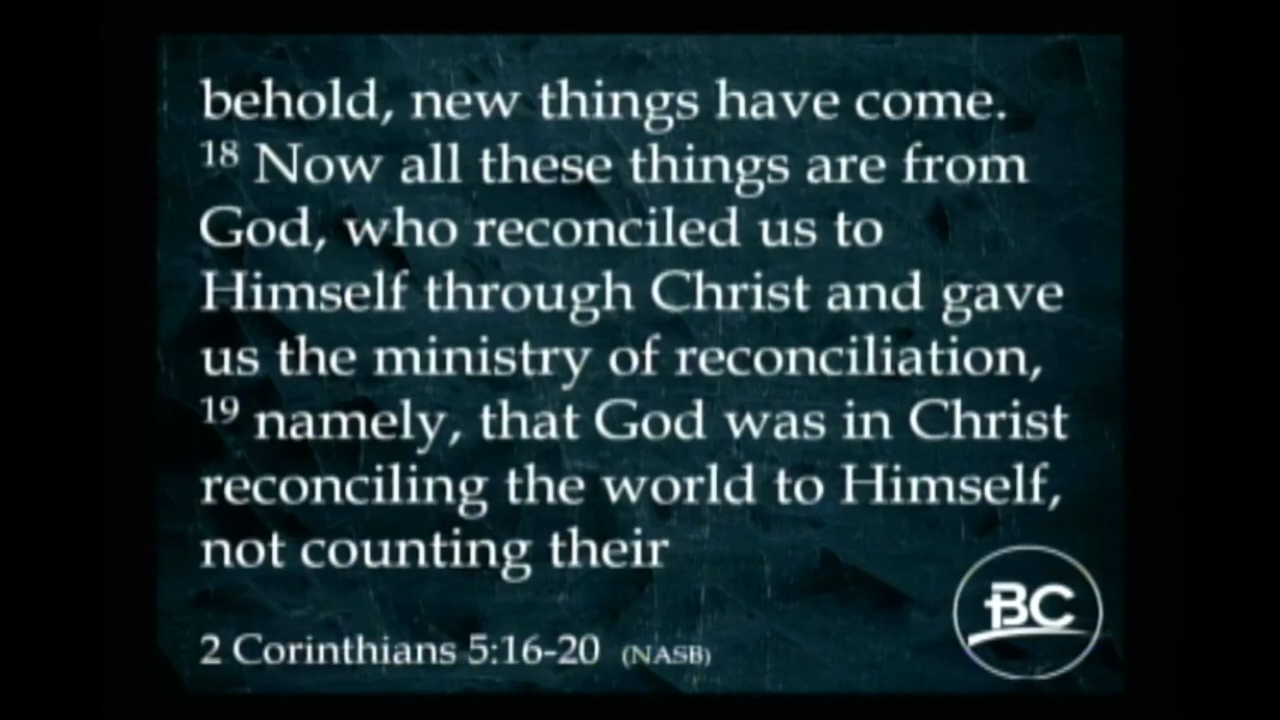 behold, new things have come.
18 Now all these things are from
God, who reconciled us to
Himself through Christ and gave
us the ministry of reconciliation,
19 namely, that God was in Christ
reconciling the world to Himself,
not counting their
2 Corinthians 5:16-20 (NASB)
BC